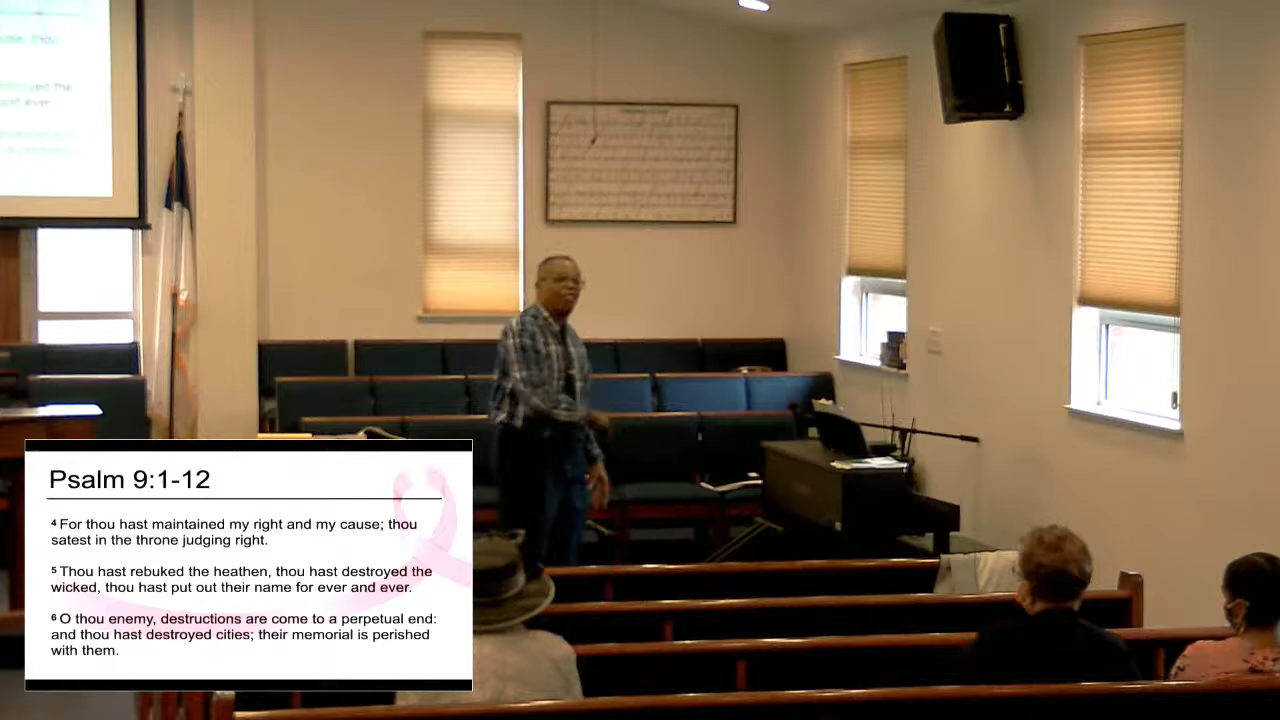 Psalm 9:1-12
4 For thou hast maintained my right and my cause; thou
satest in the throne judging right.
5 Thou hast rebuked the heathen, thou hast destroyed the
wicked, thou hast put out their name for ever and ever.
6 O thou enemy, destructions are come to a perpetual end:
and thou hast destroyed cities; their memorial is perished
with them.